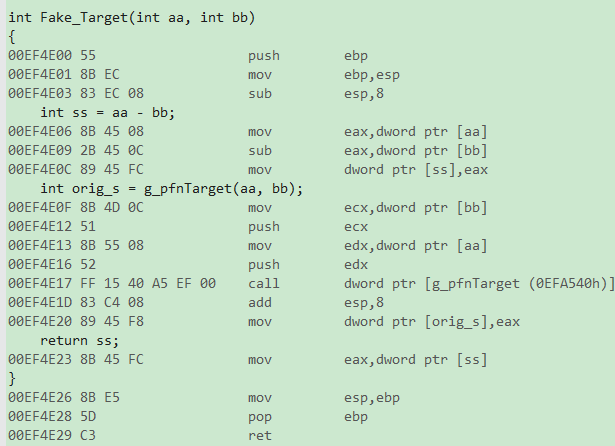 int Fake_Target(int aa, int bb)
{
00EF4E00 55                   push        ebp
00EF4E01 8B EC                mov         ebp,esp
00EF4E03 83 EC 08             sub         esp,8
    int ss = aa - bb;
00EF4E06 8B 45 08             mov         eax,dword ptr [aa]
00EF4E09 2B 45 0C             sub         eax,dword ptr [bb]
00EF4E0C 89 45 FC             mov         dword ptr [ss],eax
    int orig_s = g_pfnTarget(aa, bb);
00EF4E0F 8B 4D 0C             mov         ecx,dword ptr [bb]
00EF4E12 51                   push        ecx
00EF4E13 8B 55 08             mov         edx,dword ptr [aa]
00EF4E16 52                   push        edx
00EF4E17 FF 15 40 A5 EF 00    call        dword ptr [g_pfnTarget (0EFA540h)]
00EF4E1D 83 C4 08             add         esp,8
00EF4E20 89 45 F8             mov         dword ptr [orig_s],eax
    return ss;
00EF4E23 8B 45 FC             mov         eax,dword ptr [ss]
}
00EF4E26 8B E5                mov         esp,ebp
00EF4E28 5D                   pop         ebp
00EF4E29 C3                   ret